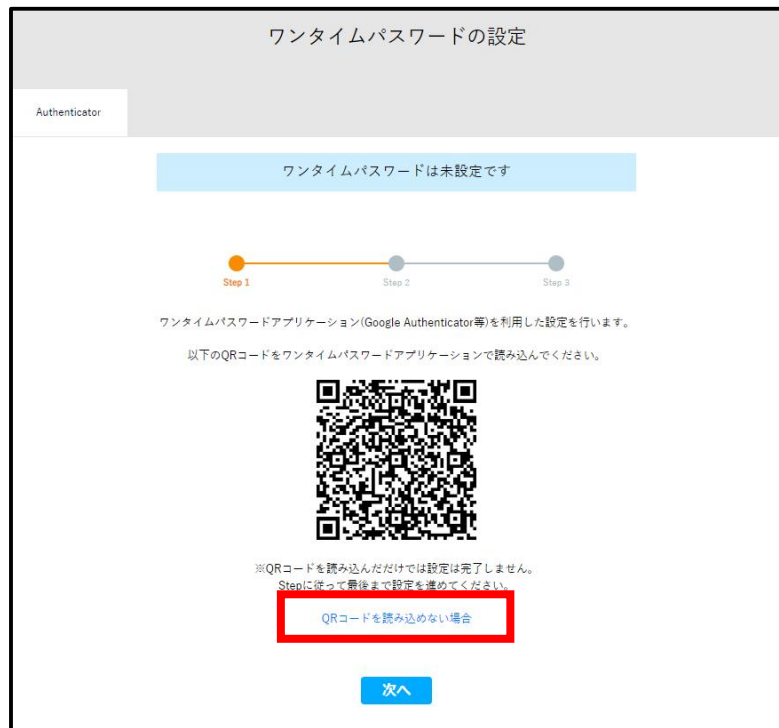 ワンタイムパスワードの設定
Authenticator
ワンタイムパスワードは未設定です
Step 1
Step 2
Step 3
ワンタイムパスワードアプリケーション(Google Authenticator等)を利用した設定を行います。
以下のQRコードをワンタイムパスワードアプリケーションで読み込んでください。
※QRコードを読み込んだだけでは設定は完了しません。
Stepに従って最後まで設定を進めてください。
QRコードを読み込めない場合
次へ